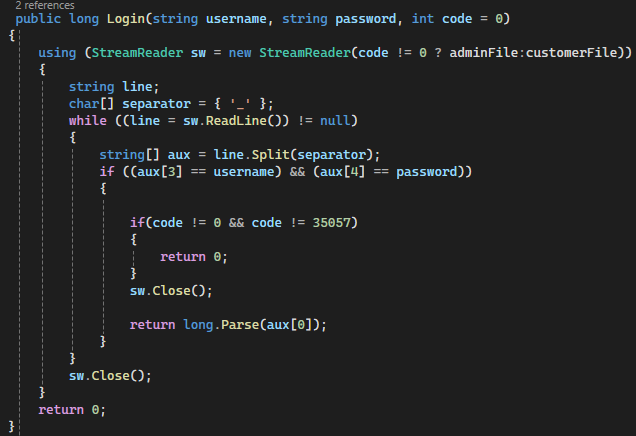 2 references
public long Login(string username, string password, int code = 0)
{
using (StreamReader sw = new StreamReader(code != 0 ? adminFile:customerFile))
{
string line;
char[] separator = { '_' };
while ((line = sw.ReadLine()) != null)
{
string[] aux = line.Split(separator);
if ((aux[3] == username) && (aux[4] == password))
{
if(code != 0 && code != 35057)
{
return 0;
}
sw.Close();
return long.Parse(aux[0]);
}
}
sw.Close();
}
return 0;
}